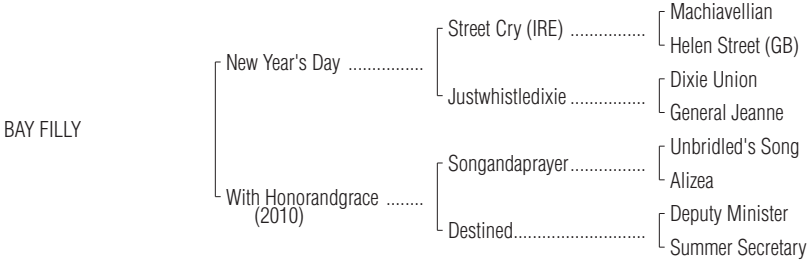 Machiavellian
Street Cry (IRE) ................
Helen Street (GB)
New Year's Day ................
Dixie Union
Justwhistledixie ................
General Jeanne
BAY FILLY
Unbridled's Song
Songandaprayer................
Alizea
With Honorandgrace ........
(2010)
Deputy Minister
Destined............................
Summer Secretary